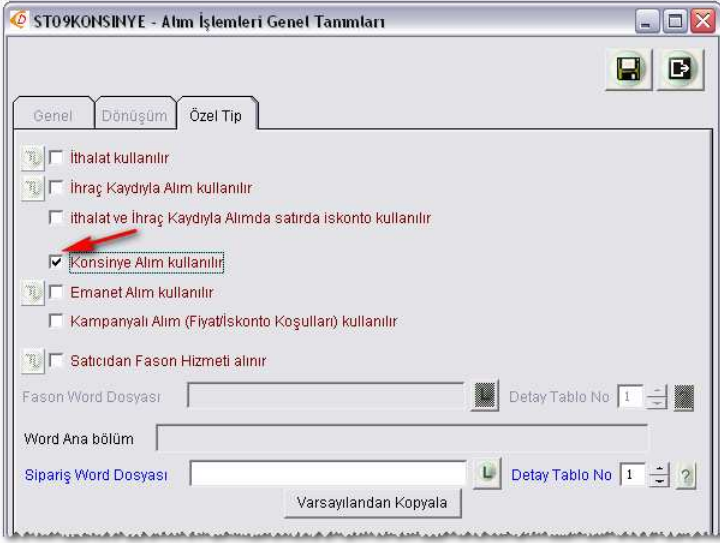 ST09KONSINYE - Alım İşlemleri Genel Tanımları
Genel Dönüşüm Özel Tip
İthalat kullanılır
İhraç Kaydıyla Alım kullanılır
ithalat ve İhraç Kaydıyla Alımda satırda iskonto kullanılır
Konsinye Alım kullanılır
Emanet Alım kullanılır
Kampanyalı Alım (Fiyat/İskonto Koşulları) kullanılır
Satıcıdan Fason Hizmeti alınır
Fason Word Dosyası L Detay Tablo No 1 ?
Word Ana bölüm
Sipariş Word Dosyası L Detay Tablo No 1 ?
Varsayılandan Kopyala